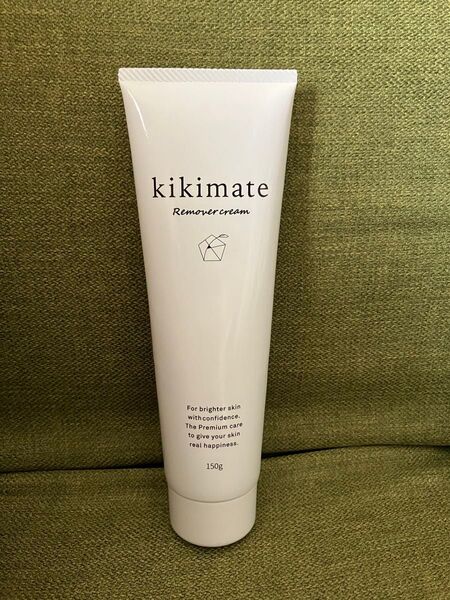 kikimate
Remover cream
For brighter skin
with confidence.
The Premium care
to give your skin
real happiness.
150g